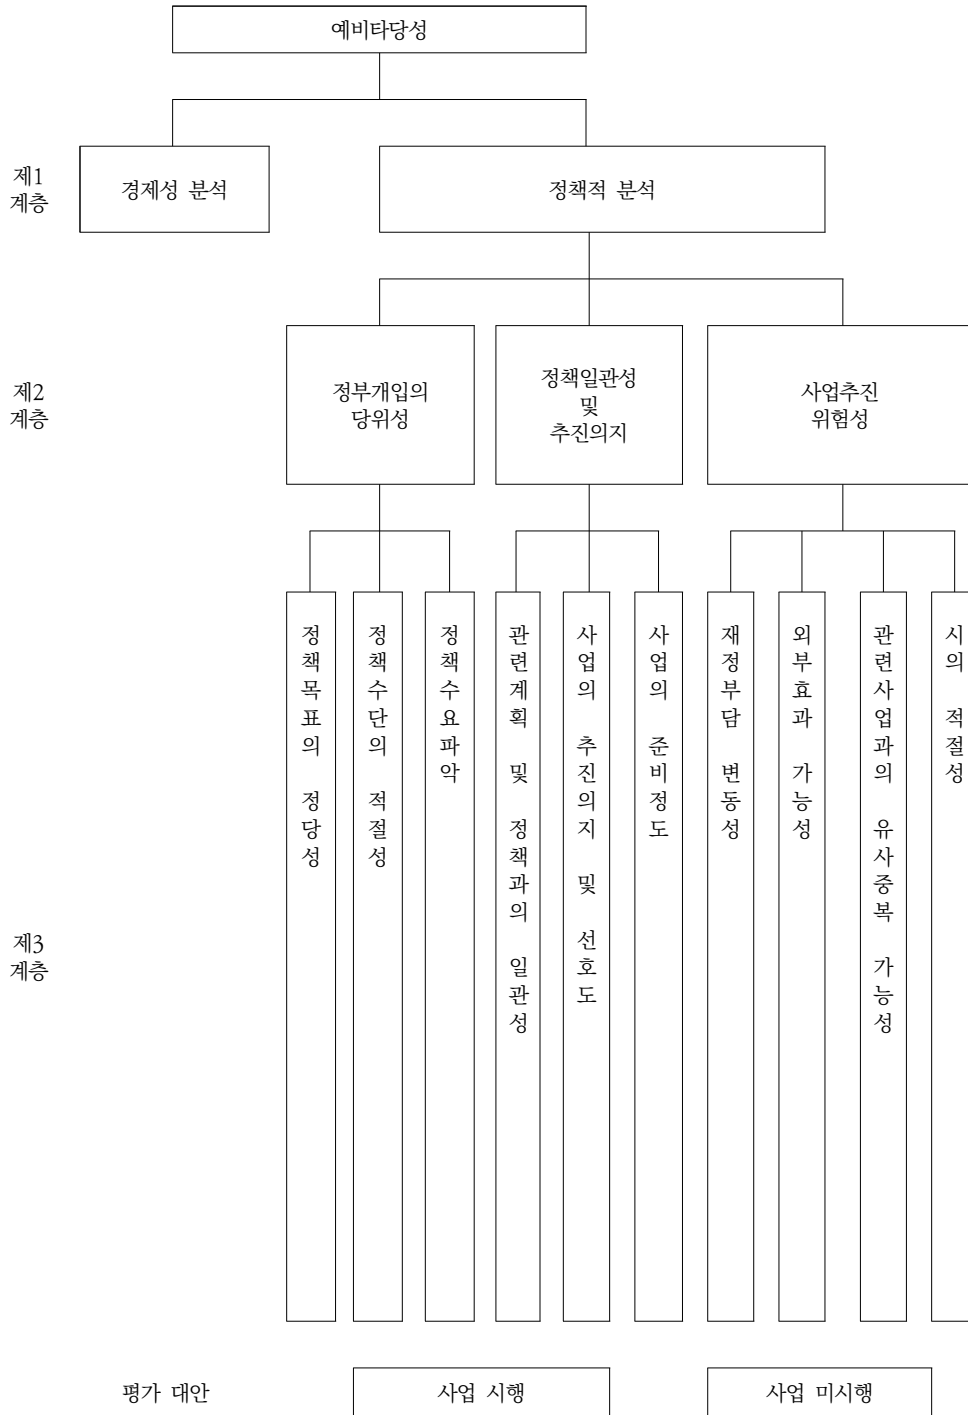 예비타당성
제1
계층
경제성 분석
정책적 분석
제2
계층
정부개입의
당위성
정책일관성
및
추진의지
사업추진
위험성
제3
계층
정책목표의 정당성
정책수단의 적절성
정책수요파악
관련계획 및 정책과의 일관성
사업의 추진의지 및 선호도
사업의 준비정도
재정부담 변동성
외부효과 가능성
관련사업과의 유사중복 가능성
시의 적절성
평가 대안
사업 시행
사업 미시행